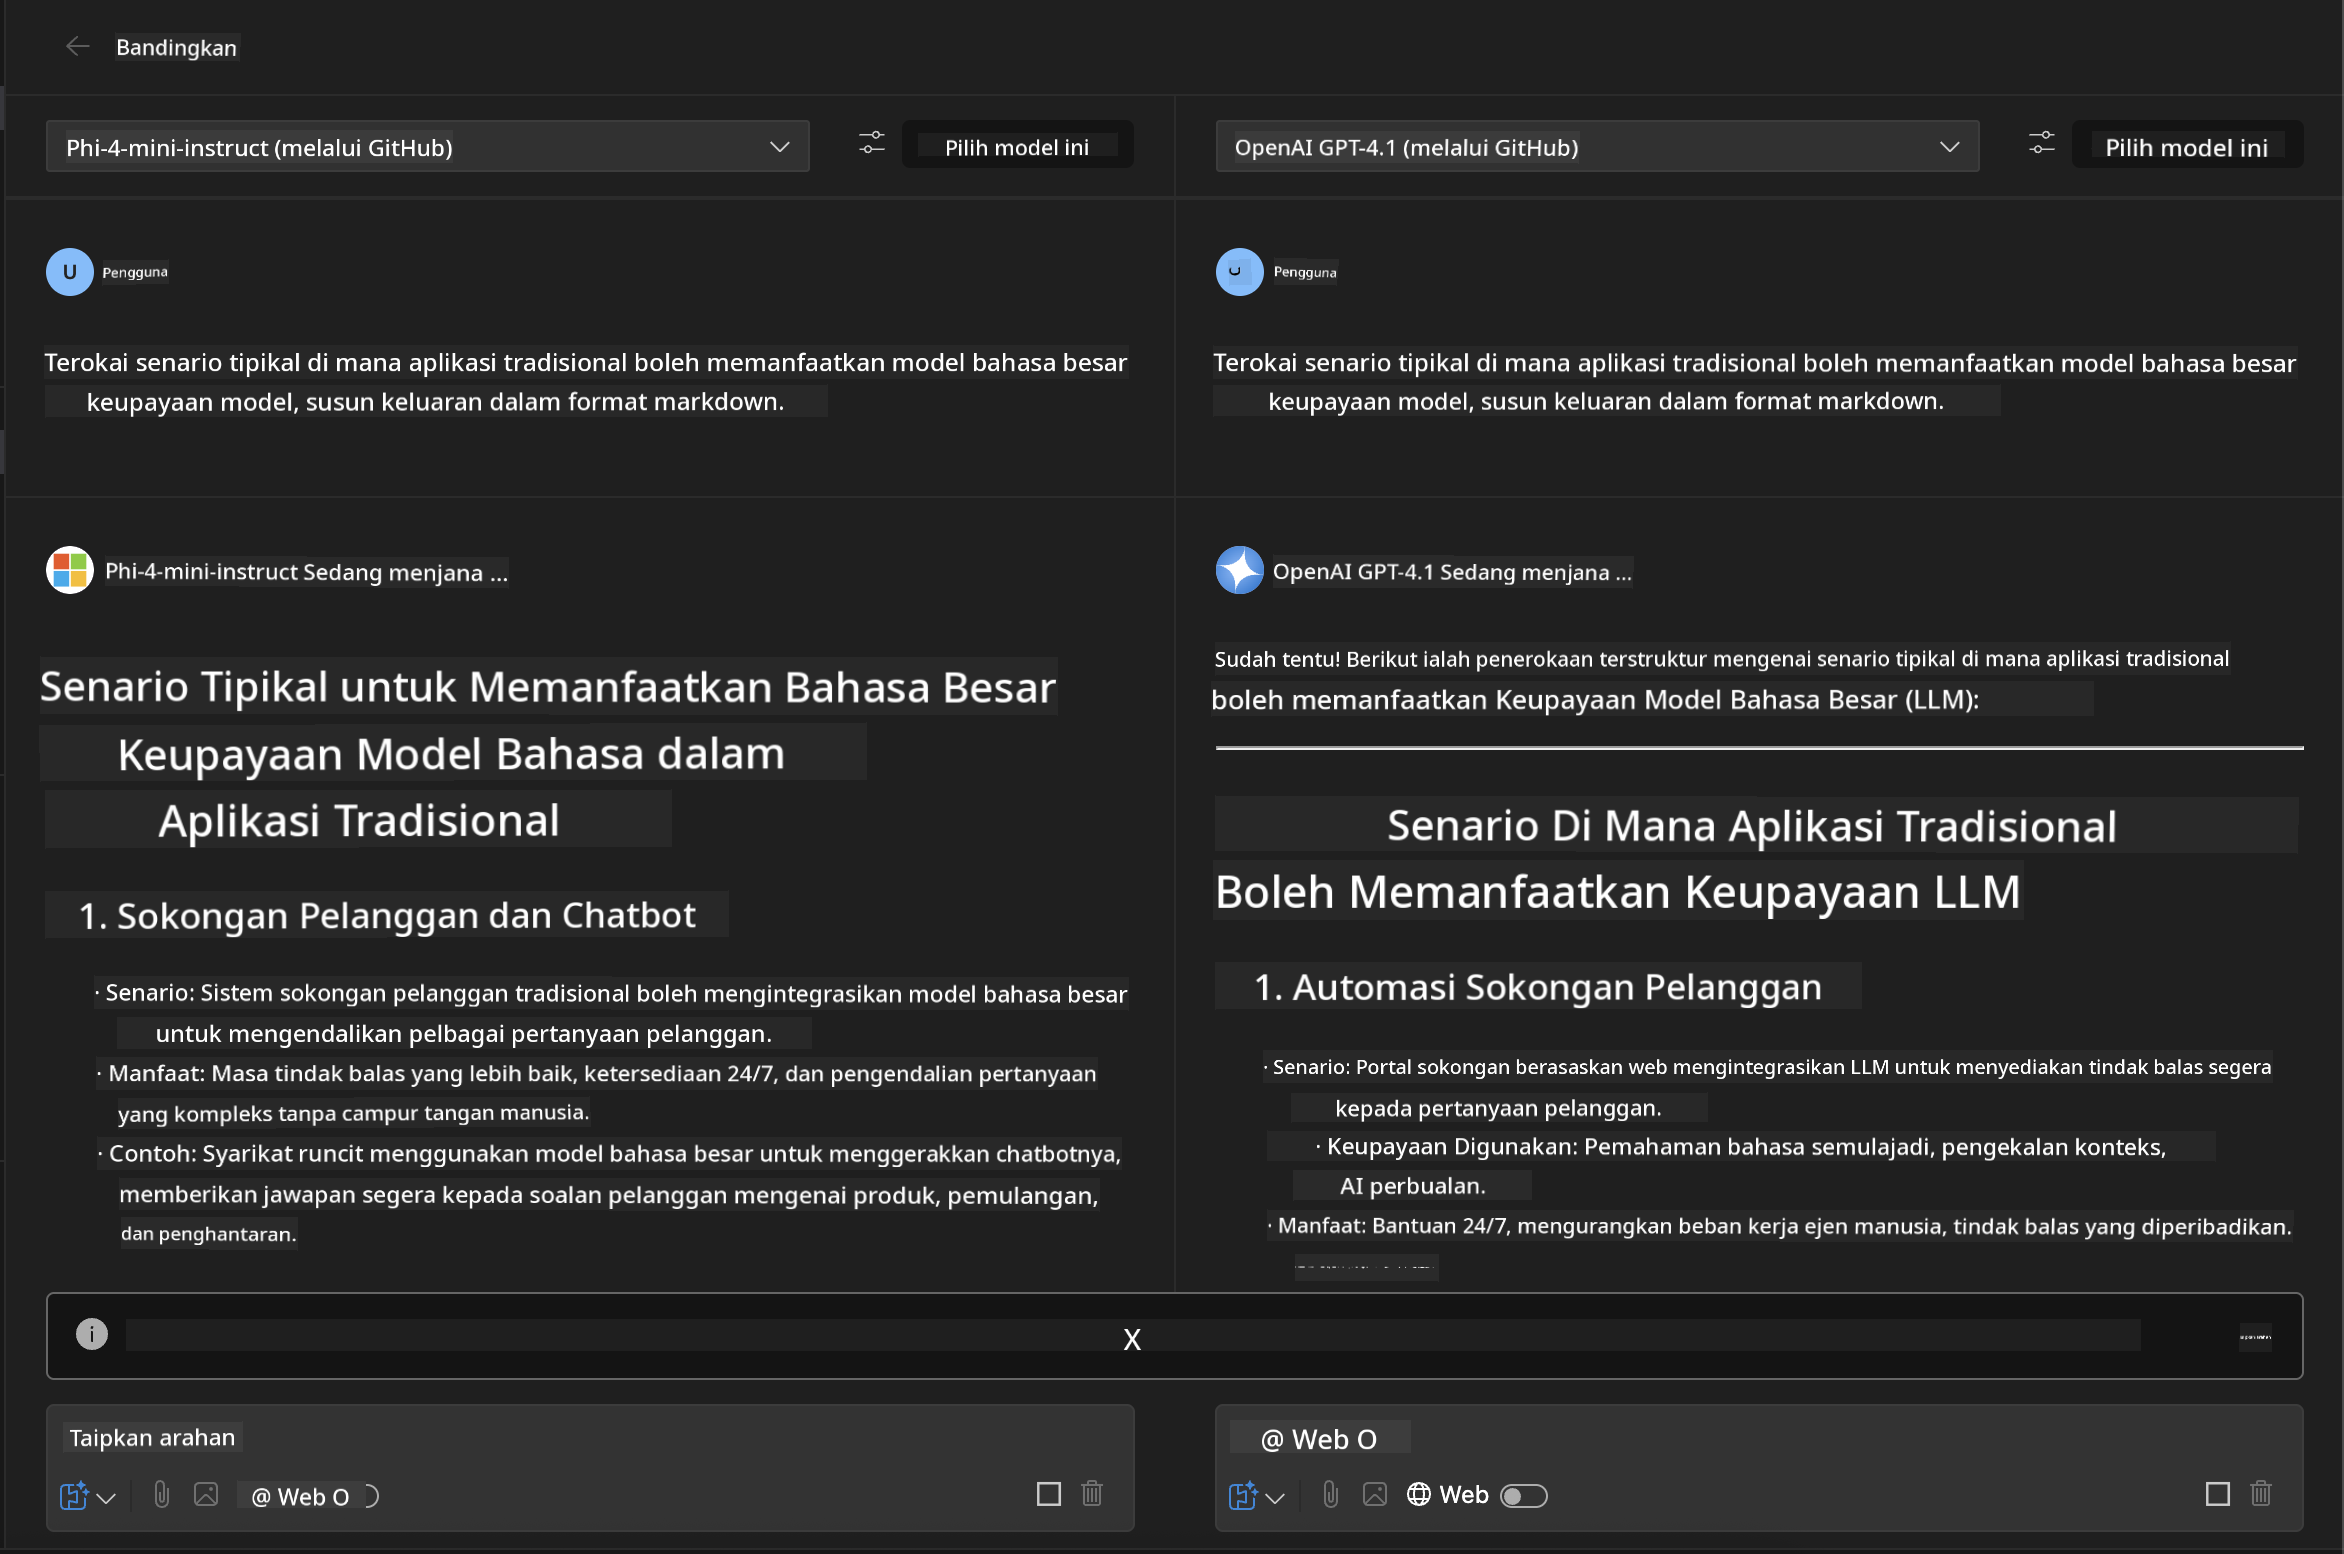 Bandingkan
Phi-4-mini-instruct (melalui GitHub)
Pilih model ini
U Pengguna
Terokai senario tipikal di mana aplikasi tradisional boleh memanfaatkan model bahasa besar
keupayaan model, susun keluaran dalam format markdown.
Phi-4-mini-instruct Sedang menjana ...
Senario Tipikal untuk Memanfaatkan Bahasa Besar
Keupayaan Model Bahasa dalam
Aplikasi Tradisional
1. Sokongan Pelanggan dan Chatbot
· Senario: Sistem sokongan pelanggan tradisional boleh mengintegrasikan model bahasa besar
untuk mengendalikan pelbagai pertanyaan pelanggan.
· Manfaat: Masa tindak balas yang lebih baik, ketersediaan 24/7, dan pengendalian pertanyaan
yang kompleks tanpa campur tangan manusia.
· Contoh: Syarikat runcit menggunakan model bahasa besar untuk menggerakkan chatbotnya,
memberikan jawapan segera kepada soalan pelanggan mengenai produk, pemulangan,
dan penghantaran.
OpenAI GPT-4.1 (melalui GitHub)
Pilih model ini
Pengguna
Terokai senario tipikal di mana aplikasi tradisional boleh memanfaatkan model bahasa besar
keupayaan model, susun keluaran dalam format markdown.
OpenAI GPT-4.1 Sedang menjana ...
Sudah tentu! Berikut ialah penerokaan terstruktur mengenai senario tipikal di mana aplikasi tradisional
boleh memanfaatkan Keupayaan Model Bahasa Besar (LLM):
Senario Di Mana Aplikasi Tradisional
Boleh Memanfaatkan Keupayaan LLM
1. Automasi Sokongan Pelanggan
· Senario: Portal sokongan berasaskan web mengintegrasikan LLM untuk menyediakan tindak balas segera
kepada pertanyaan pelanggan.
· Keupayaan Digunakan: Pemahaman bahasa semulajadi, pengekalan konteks,
AI perbualan.
· Manfaat: Bantuan 24/7, mengurangkan beban kerja ejen manusia, tindak balas yang diperibadikan.
X
Taipkan arahan
@ Web O
@ Web O
Web